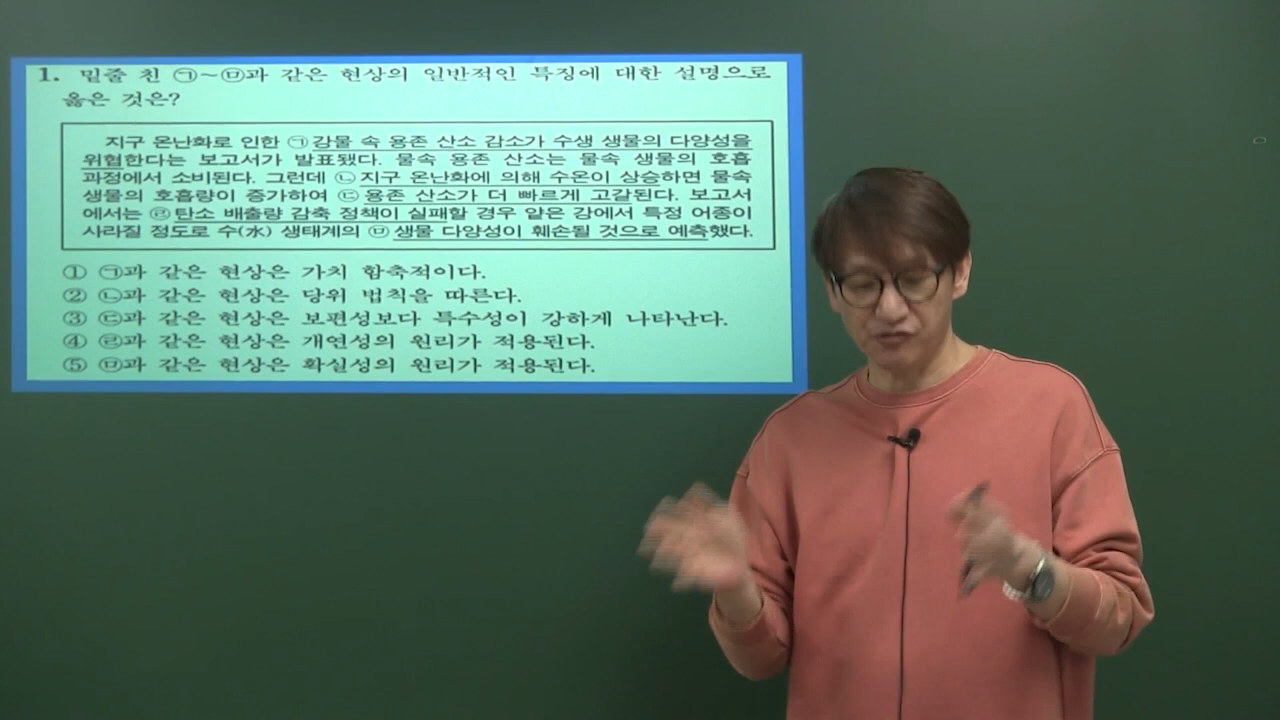 1. 밑줄 친 ㉠~㉤과 같은 현상의 일반적인 특징에 대한 설명으로
옳은 것은?
지구 온난화로 인한 ㉠강물 속 용존 산소 감소가 수생 생물의 다양성을
위협한다는 보고서가 발표됐다. 물속 용존 산소는 물속 생물의 호흡
과정에서 소비된다. 그런데 ㉡지구 온난화에 의해 수온이 상승하면 물속
생물의 호흡량이 증가하여 ㉢용존 산소가 더 빠르게 고갈된다. 보고서
에서는 ㉣탄소 배출량 감축 정책이 실패할 경우 얕은 강에서 특정 어종이
사라질 정도로 수(水) 생태계의 ㉤생물 다양성이 훼손될 것으로 예측했다.
① ㉠과 같은 현상은 가치 함축적이다.
② ㉡과 같은 현상은 당위 법칙을 따른다.
③ ㉢과 같은 현상은 보편성보다 특수성이 강하게 나타난다.
④ ㉣과 같은 현상은 개연성의 원리가 적용된다.
⑤ ㉤과 같은 현상은 확실성의 원리가 적용된다.